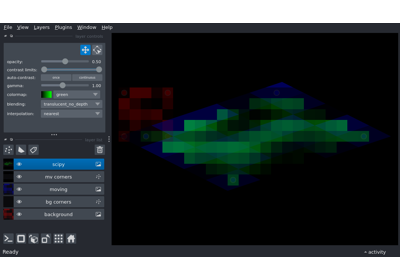 File View Layers Plugins Window Help
opacity: 0.50
contrast limits:
auto-contrast: once continuous
gamma: 1.00
colormap: green
blending: translucent_no_depth
interpolation: nearest
scipy
mv corners
moving
bg corners
background
Ready
activity